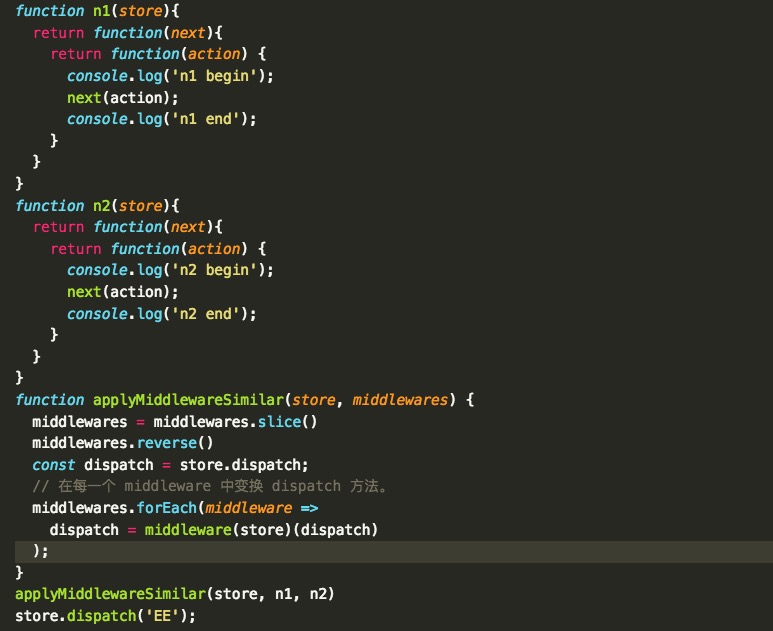 function n1(store){
  return function(next){
    return function(action) {
      console.log('n1 begin');
      next(action);
      console.log('n1 end');
    }
  }
}
function n2(store){
  return function(next){
    return function(action) {
      console.log('n2 begin');
      next(action);
      console.log('n2 end');
    }
  }
}
function applyMiddlewareSimilar(store, middlewares) {
  middlewares = middlewares.slice()
  middlewares.reverse()
  const dispatch = store.dispatch;
  // 在每一个 middleware 中变换 dispatch 方法。
  middlewares.forEach(middleware =>
    dispatch = middleware(store)(dispatch)
  );
}
applyMiddlewareSimilar(store, n1, n2)
store.dispatch('EE');